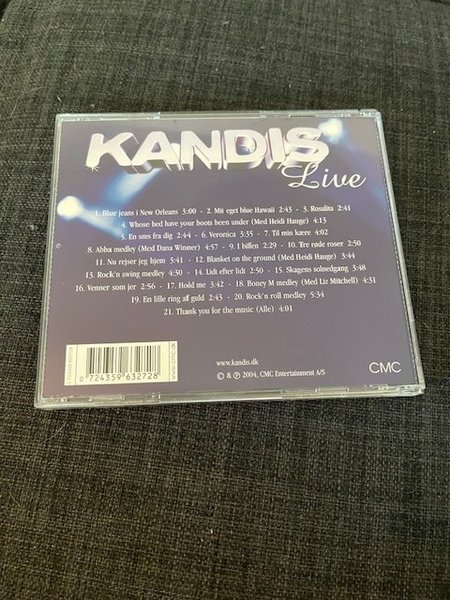 KANDIS
Live
1. Blue jeans i New Orleans 3:00 - 2. Mit eget blue Hawaii 2:43 - 3. Rosalita 2:41
4. Whose bed have your boots been under (Med Heidi Hauge) 4:13
5. En sms fra dig 2:44 - 6. Veronica 3:35 - 7. Til min kære 4:02
8. Abba medley (Med Dana Winner) 4:57 - 9. I biffen 2:29 - 10. Tre røde roser 2:50
11. Nu rejser jeg hjem 3:41 - 12. Blanket on the ground (Med Heidi Hauge) 3:44
13. Rock'n swing medley 4:30 - 14. Lidt efter lidt 2:50 - 15. Skagens solnedgang 3:48
16. Venner som jer 2:56 - 17. Hold me 3:42 - 18. Boney M medley (Med Liz Mitchell) 4:31
19. En lille ring af guld 2:43 - 20. Rock'n roll medley 5:34
21. Thank you for the music (Alle) 4:01
www.cmc.dk
0 724359 632728
www.kandis.dk
© & ℗ 2004, CMC Entertainment A/S
CMC